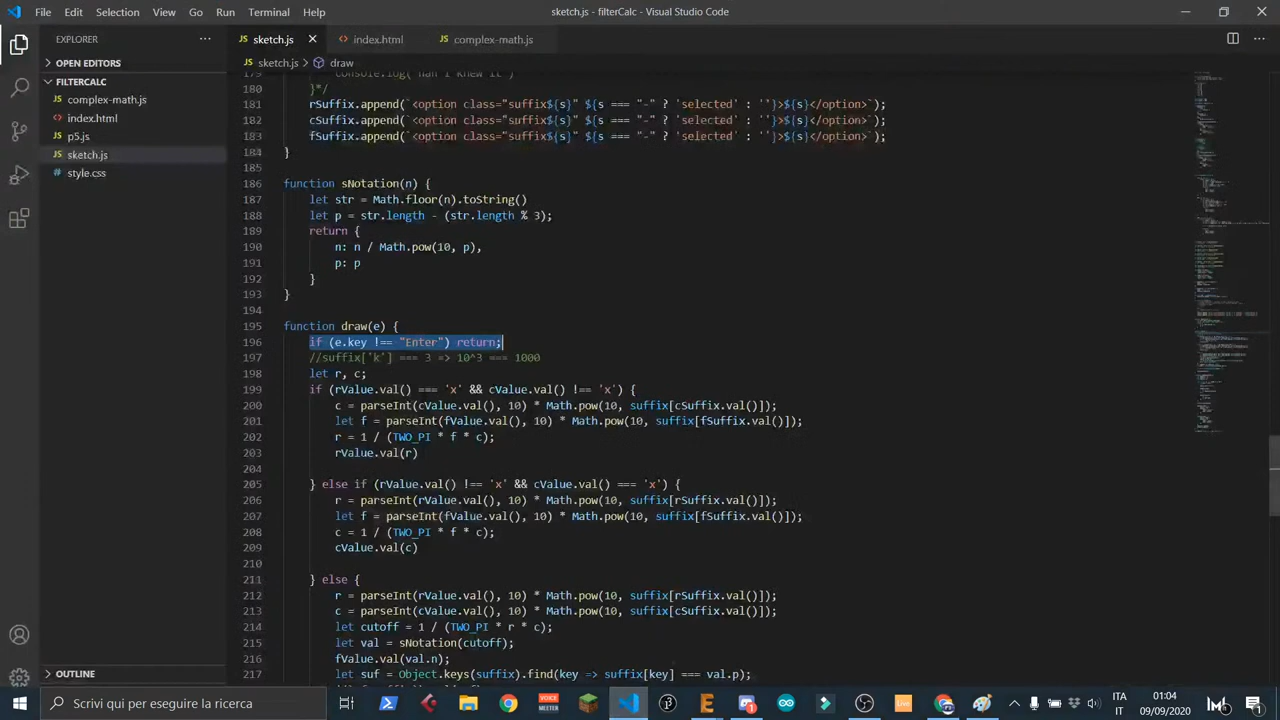 File Edit Selection View Go Run Terminal Help
sketch.js - filterCalc - Visual Studio Code
EXPLORER
sketch.js
index.html
complex-math.js
OPEN EDITORS
sketch.js > draw
FILTERCALC
complex-math.js
index.html
p5.js
sketch.js
style.css
179 console.log("nah i knew it")
180 }*/
181 rSuffix.append(`<option class="suffix${s}" ${s === "-" ? 'selected' : ''}>${s}</option>`);
182 cSuffix.append(`<option class="suffix${s}" ${s === "-" ? 'selected' : ''}>${s}</option>`);
183 fSuffix.append(`<option class="suffix${s}" ${s === "-" ? 'selected' : ''}>${s}</option>`);
184 }
185
186 function sNotation(n) {
187 let str = Math.floor(n).toString()
188 let p = str.length - (str.length % 3);
189 return {
190 n: n / Math.pow(10, p),
191 p: p
192 }
193 }
194
195 function draw(e) {
196 if (e.key !== "Enter") return;
197 //suffix['k'] === 3 => 10^3 === 1000
198 let r, c;
199 if (rValue.val() === 'x' && cValue.val() !== 'x') {
200 c = parseInt(cValue.val(), 10) * Math.pow(10, suffix[cSuffix.val()]);
201 let f = parseInt(fValue.val(), 10) * Math.pow(10, suffix[fSuffix.val()]);
202 r = 1 / (TWO_PI * f * c);
203 rValue.val(r)
204
205 } else if (rValue.val() !== 'x' && cValue.val() === 'x') {
206 r = parseInt(rValue.val(), 10) * Math.pow(10, suffix[rSuffix.val()]);
207 let f = parseInt(fValue.val(), 10) * Math.pow(10, suffix[fSuffix.val()]);
208 c = 1 / (TWO_PI * f * c);
209 cValue.val(c)
210
211 } else {
212 r = parseInt(rValue.val(), 10) * Math.pow(10, suffix[rSuffix.val()]);
213 c = parseInt(cValue.val(), 10) * Math.pow(10, suffix[cSuffix.val()]);
214 let cutoff = 1 / (TWO_PI * r * c);
215 let val = sNotation(cutoff);
216 fValue.val(val.n);
217 let suf = Object.keys(suffix).find(key => suffix[key] === val.p);
OUTLINE
Scrivi qui per eseguire la ricerca
VOICE MEETER
Live
ITA
IT
01:04
09/09/2020